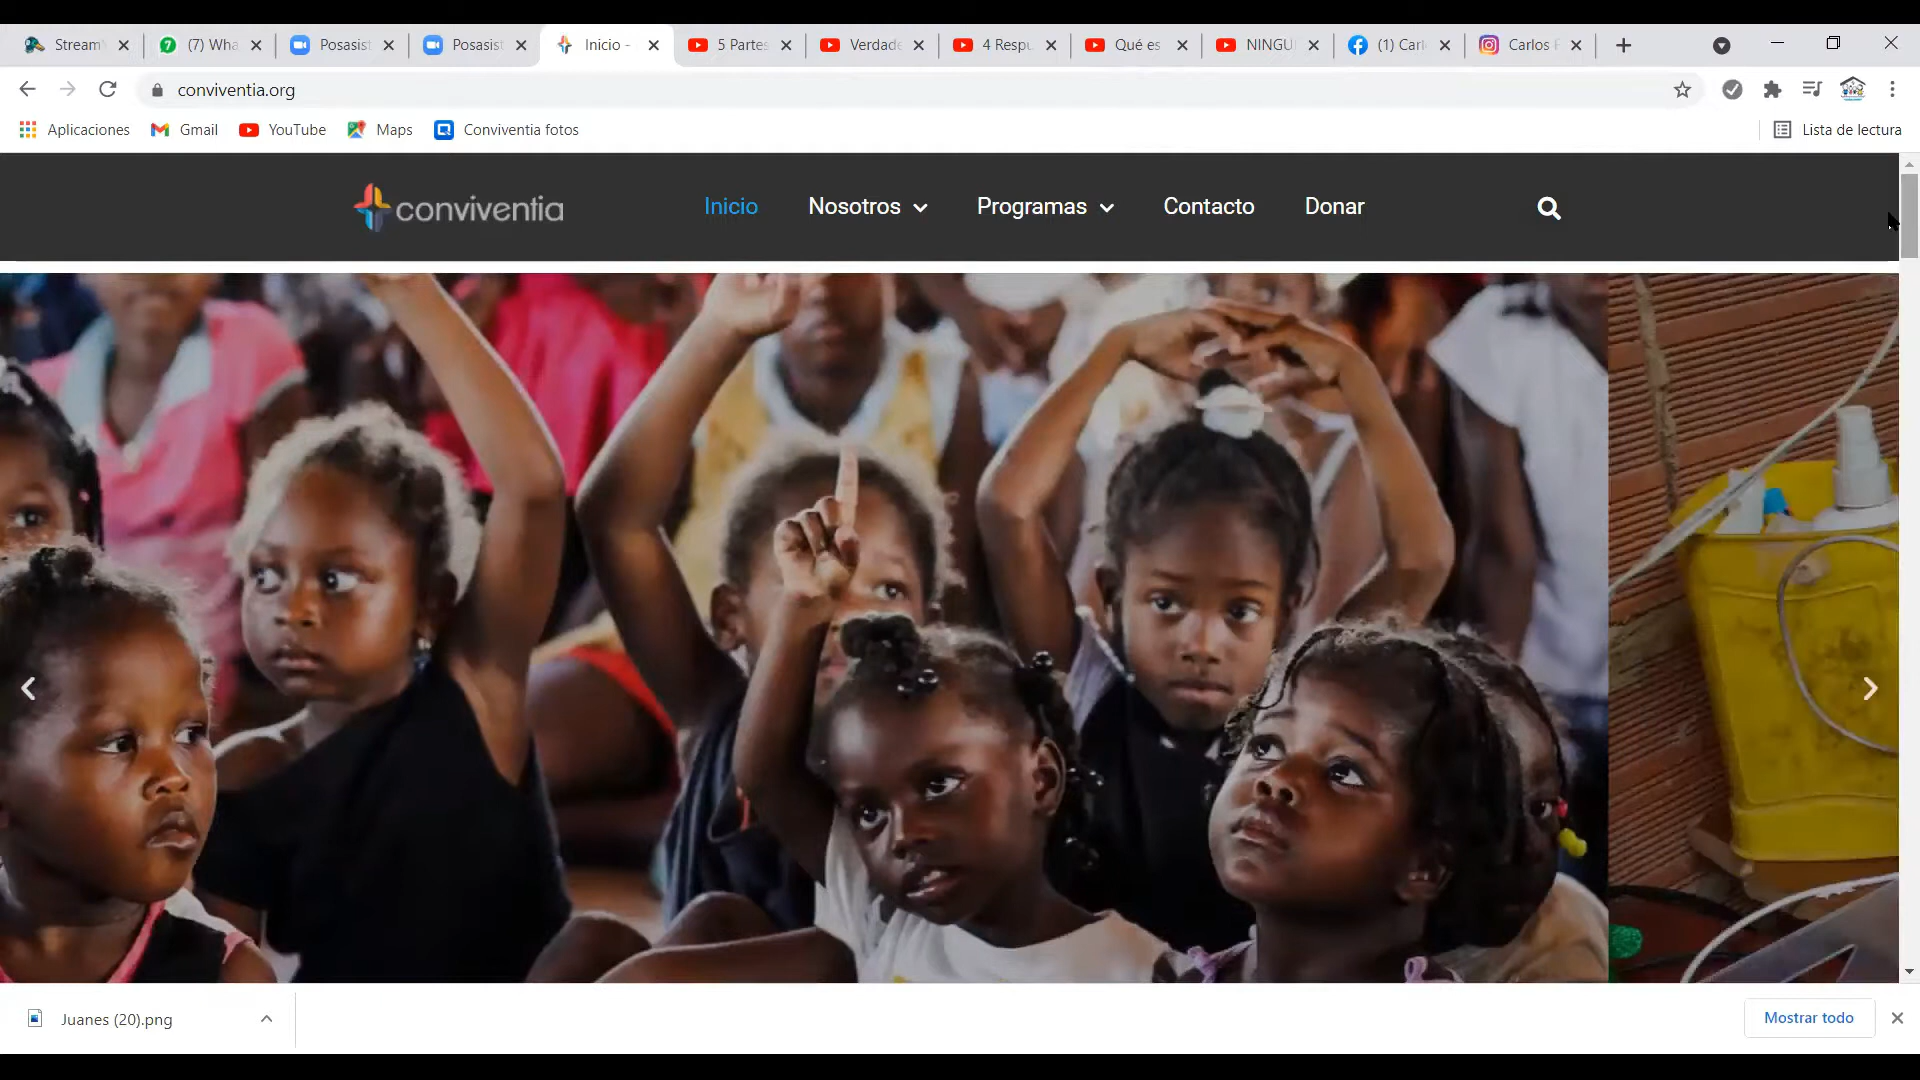 Stream
(7) Wha
Posasist
Posasist
Inicio -
5 Partes
Verdade
4 Respu
Qué es
NINGU
(1) Carl
Carlos
conviventia.org
Aplicaciones
Gmail
YouTube
Maps
Conviventia fotos
Lista de lectura
conviventia
Inicio
Nosotros
Programas
Contacto
Donar
Juanes (20).png
Mostrar todo